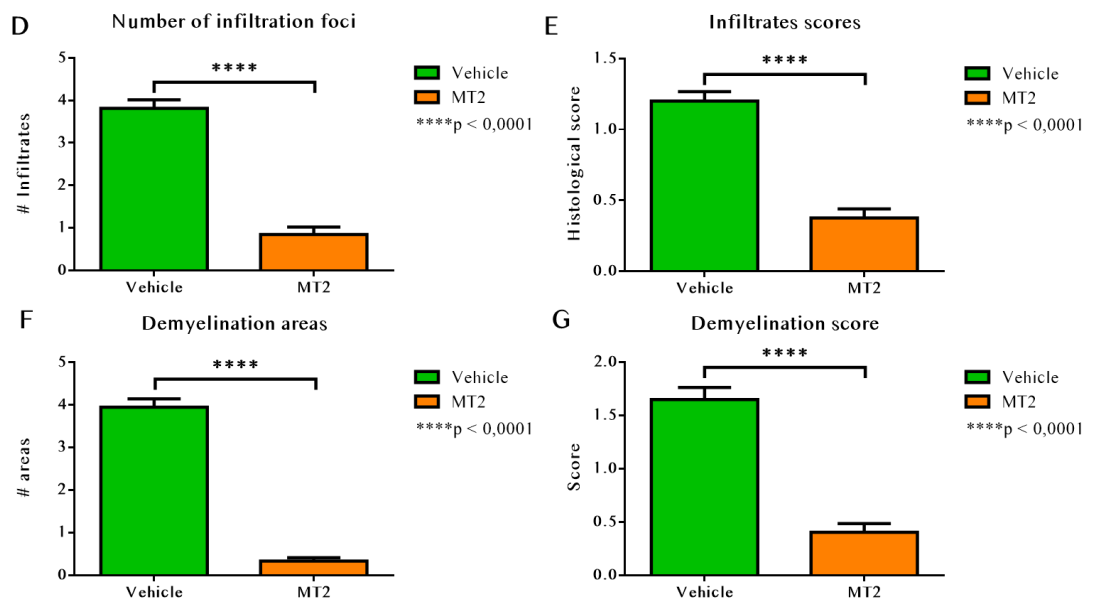 D
Number of infiltration foci
# Infiltrates
5
4
3
2
1
0
****
Vehicle
MT2
Vehicle
MT2
****p < 0,0001
E
Infiltrates scores
Histological score
1.5
1.0
0.5
0.0
****
Vehicle
MT2
Vehicle
MT2
****p < 0,0001
F
Demyelination areas
# areas
5
4
3
2
1
0
****
Vehicle
MT2
Vehicle
MT2
****p < 0,0001
G
Demyelination score
Score
2.0
1.5
1.0
0.5
0.0
****
Vehicle
MT2
Vehicle
MT2
****p < 0,0001